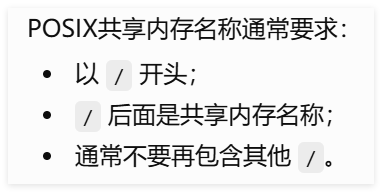 POSIX共享内存名称通常要求：
• 以 / 开头；
• / 后面是共享内存名称；
• 通常不要再包含其他 /。